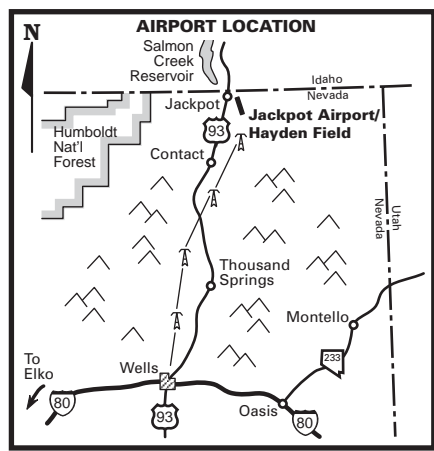 AIRPORT LOCATION
N
Salmon
Creek
Reservoir
Idaho
Nevada
Jackpot
Jackpot Airport/
Hayden Field
93
Humboldt
Nat'l
Forest
Contact
Utah
Nevada
Thousand
Springs
Montello
233
To
Elko
Wells
80
93
Oasis
80